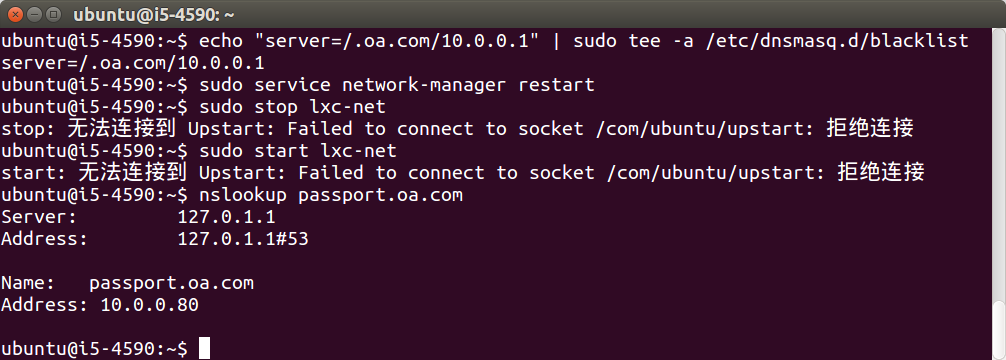 ubuntu@i5-4590: ~
ubuntu@i5-4590:~$ echo "server=/.oa.com/10.0.0.1" | sudo tee -a /etc/dnsmasq.d/blacklist
server=/.oa.com/10.0.0.1
ubuntu@i5-4590:~$ sudo service network-manager restart
ubuntu@i5-4590:~$ sudo stop lxc-net
stop: 无法连接到 Upstart: Failed to connect to socket /com/ubuntu/upstart: 拒绝连接
ubuntu@i5-4590:~$ sudo start lxc-net
start: 无法连接到 Upstart: Failed to connect to socket /com/ubuntu/upstart: 拒绝连接
ubuntu@i5-4590:~$ nslookup passport.oa.com
Server:         127.0.1.1
Address:        127.0.1.1#53
Name:   passport.oa.com
Address: 10.0.0.80
ubuntu@i5-4590:~$